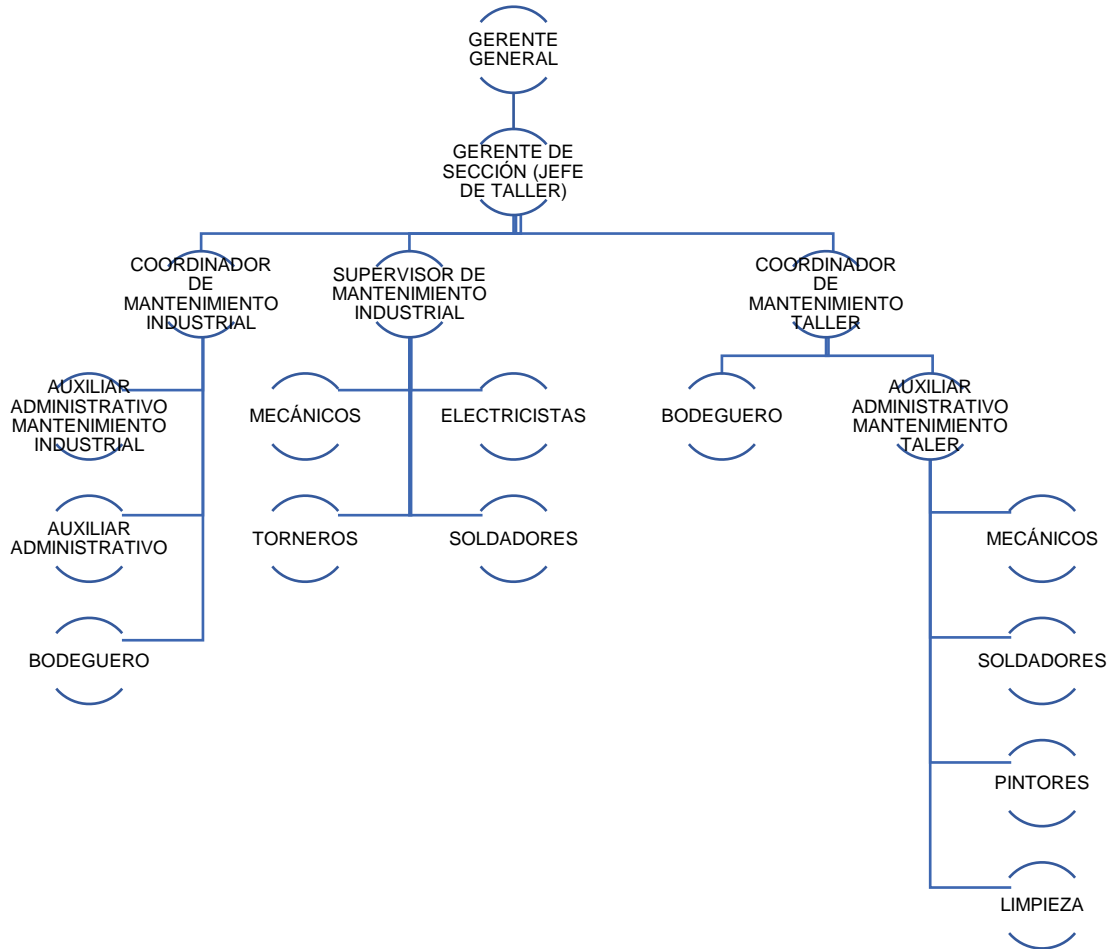 GERENTE
GENERAL
GERENTE DE
SECCIÓN (JEFE
DE TALLER)
COORDINADOR
DE
MANTENIMIENTO
INDUSTRIAL
SUPERVISOR DE
MANTENIMIENTO
INDUSTRIAL
COORDINADOR
DE
MANTENIMIENTO
TALLER
AUXILIAR
ADMINISTRATIVO
MANTENIMIENTO
INDUSTRIAL
MECÁNICOS
ELECTRICISTAS
BODEGUERO
AUXILIAR
ADMINISTRATIVO
MANTENIMIENTO
TALER
AUXILIAR
ADMINISTRATIVO
TORNEROS
SOLDADORES
MECÁNICOS
BODEGUERO
SOLDADORES
PINTORES
LIMPIEZA